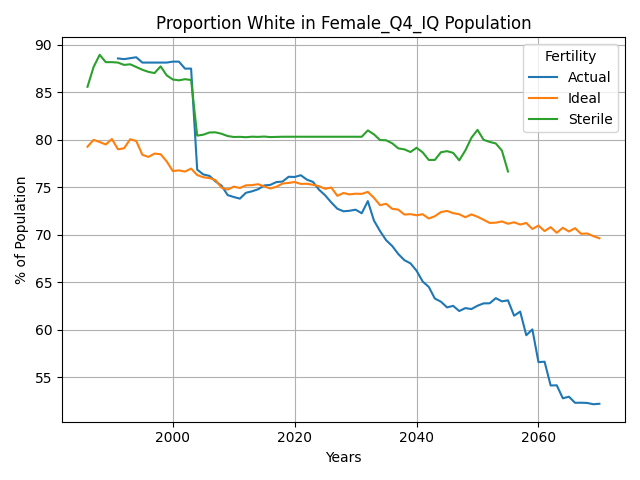 Proportion White in Female_Q4_IQ Population
Fertility
Actual
Ideal
Sterile
% of Population
90
85
80
75
70
65
60
55
2000
2020
2040
2060
Years